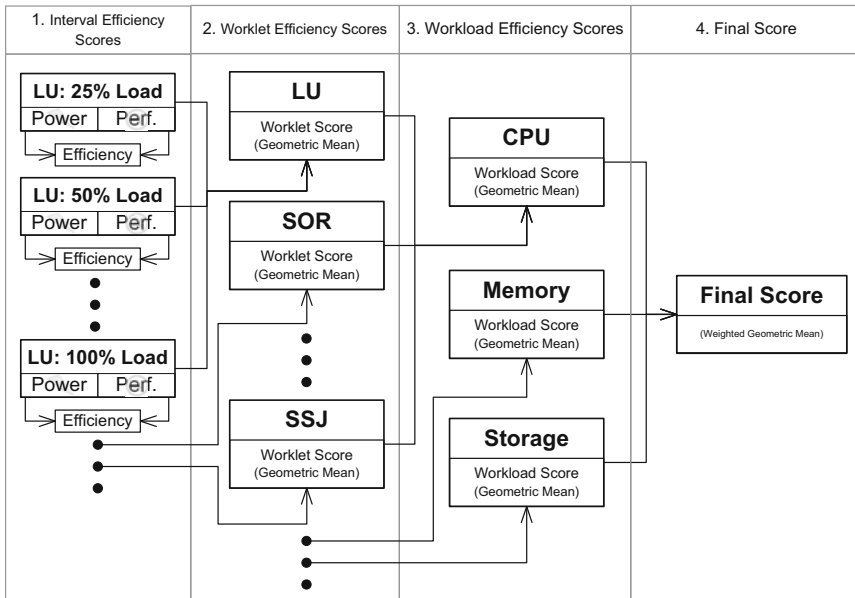 1. Interval Efficiency
Scores
2. Worklet Efficiency Scores
3. Workload Efficiency Scores
4. Final Score
LU: 25% Load
Power Perf.
Efficiency
LU: 50% Load
Power Perf.
Efficiency
LU: 100% Load
Power Perf.
Efficiency
LU
Worklet Score
(Geometric Mean)
SOR
Worklet Score
(Geometric Mean)
SSJ
Worklet Score
(Geometric Mean)
CPU
Workload Score
(Geometric Mean)
Memory
Workload Score
(Geometric Mean)
Storage
Workload Score
(Geometric Mean)
Final Score
(Weighted Geometric Mean)